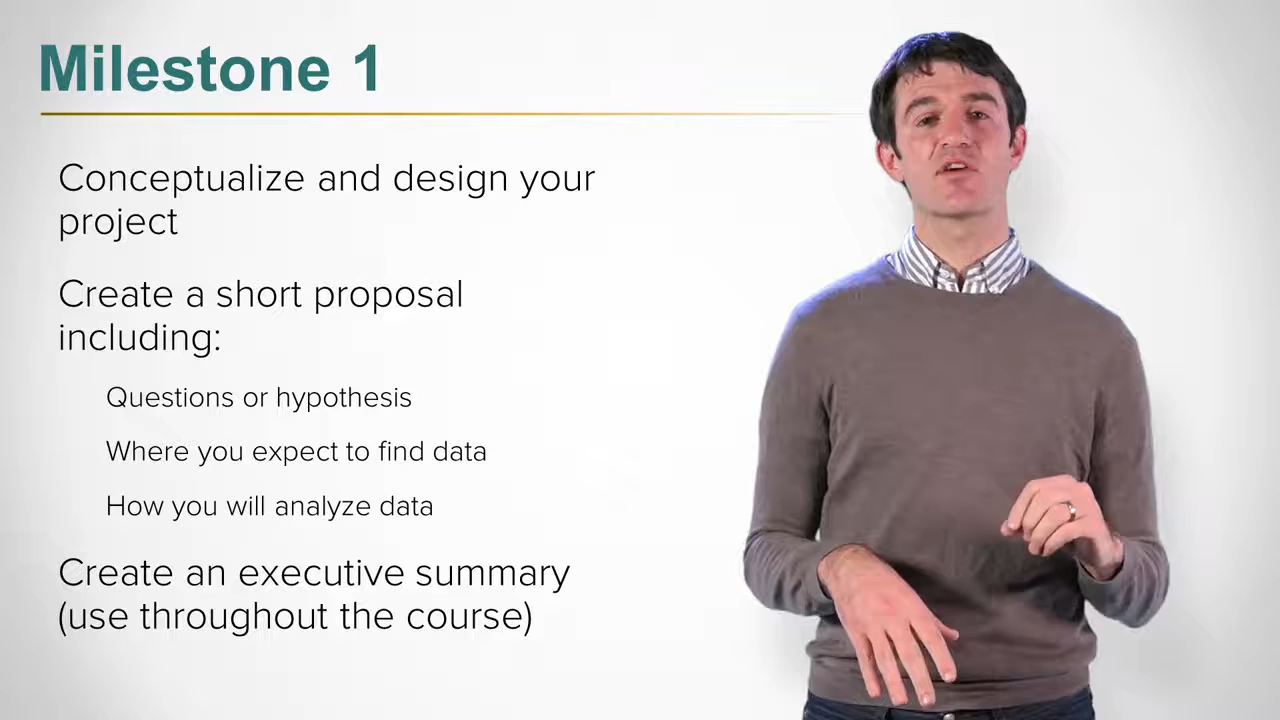 Milestone 1
Conceptualize and design your
project
Create a short proposal
including:
Questions or hypothesis
Where you expect to find data
How you will analyze data
Create an executive summary
(use throughout the course)